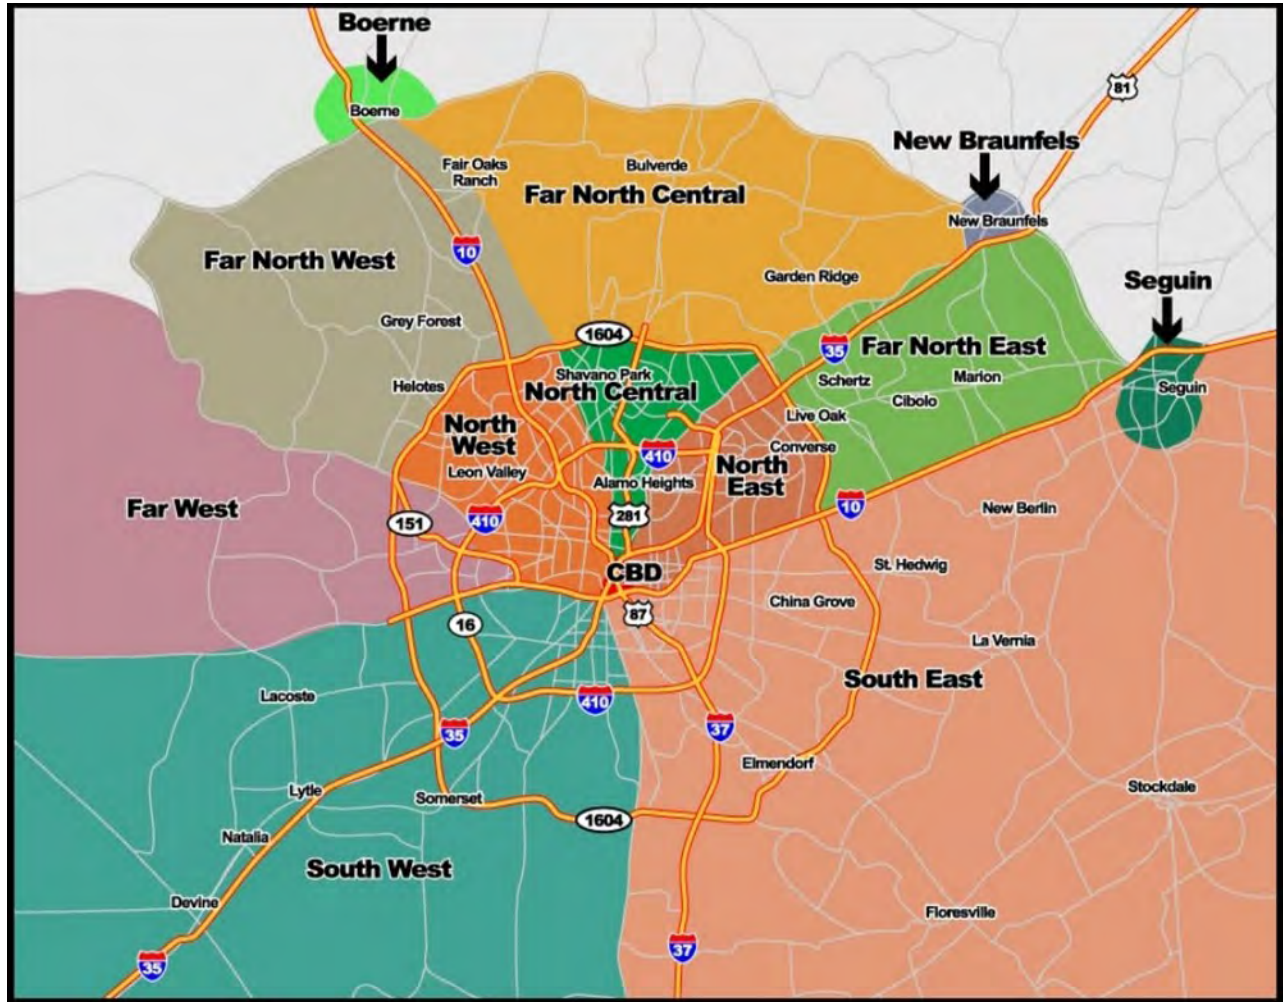 Boerne
81
Boerne
New Braunfels
Fair Oaks
Ranch
Bulverde
Far North Central
New Braunfels
10
Far North West
Garden Ridge
Seguin
Grey Forest
1604
35
Far North East
Shavano Park
Helotes
North Central
Schertz
Marion
Seguin
Cibolo
Live Oak
North
West
Converse
410
North
East
Leon Valley
Alamo Heights
Far West
10
New Berlin
151
410
281
St. Hedwig
CBD
China Grove
87
16
La Vernia
South East
Lacoste
410
37
35
Elmendorf
Lytle
Stockdale
Somerset
1604
Natalia
South West
Devine
Floresville
37
35